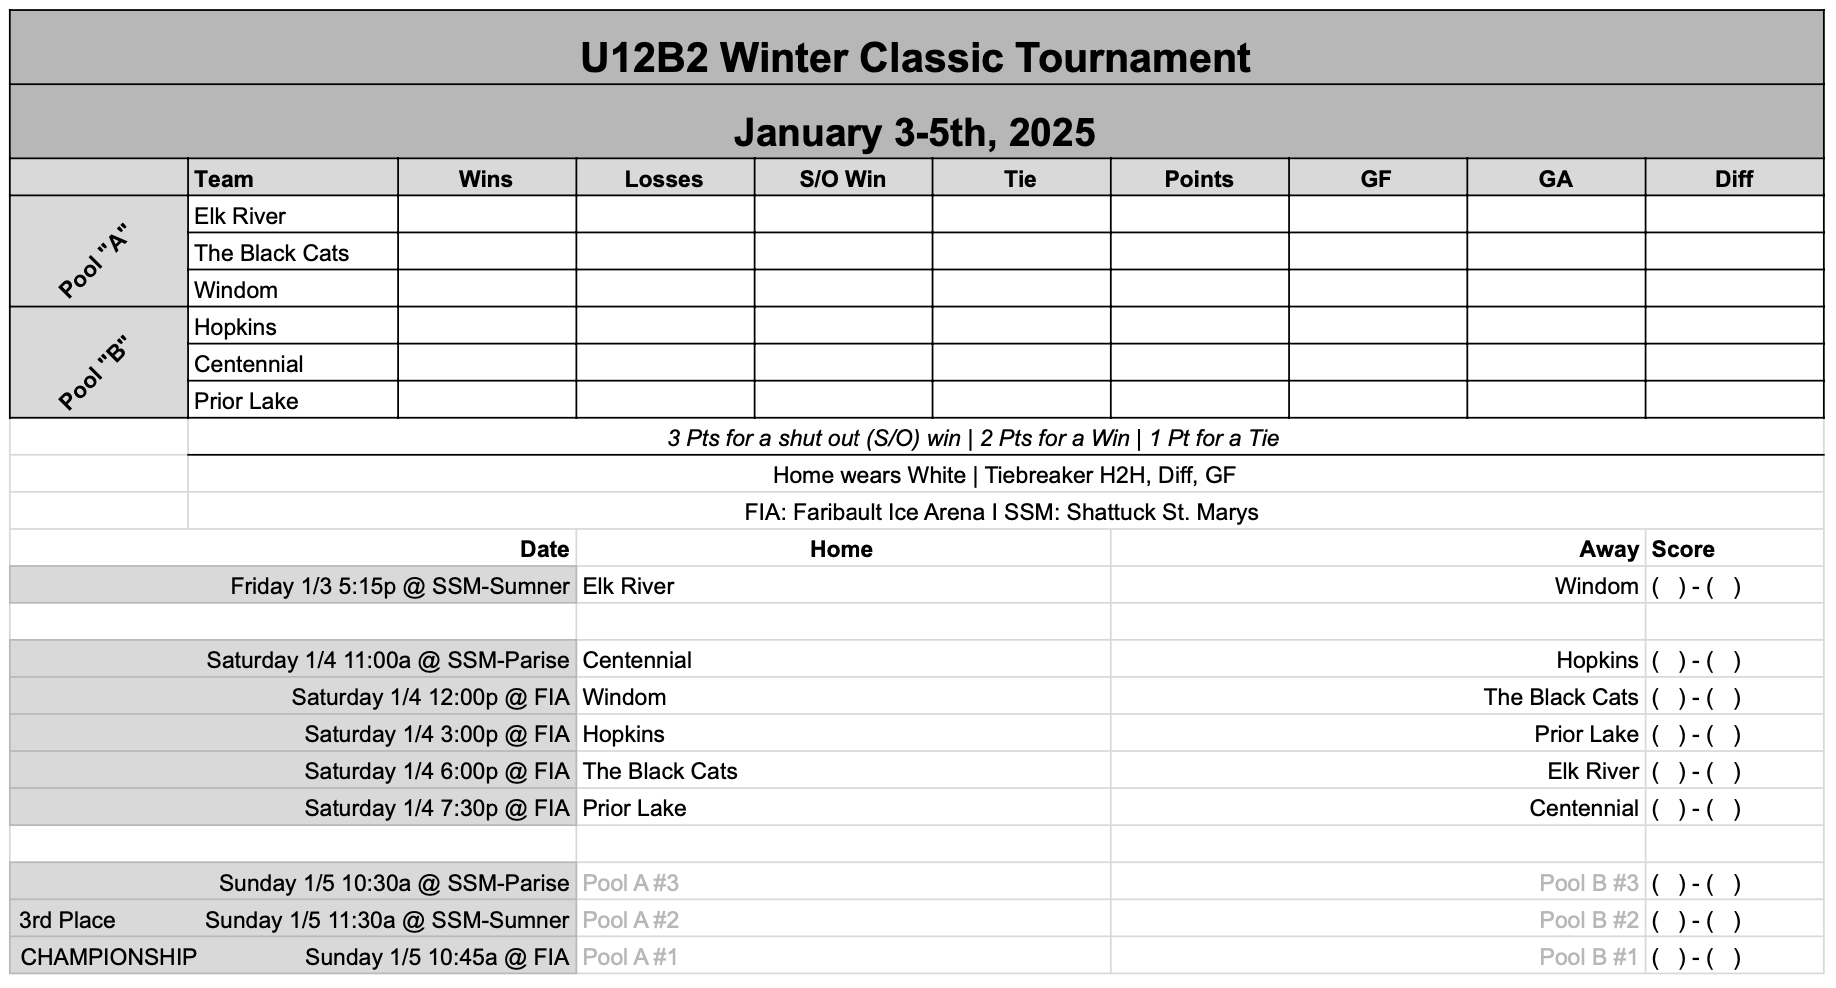 U12B2 Winter Classic Tournament
January 3-5th, 2025
Team Wins Losses S/O Win Tie Points GF GA Diff
Pool "A"
Elk River
The Black Cats
Windom
Pool "B"
Hopkins
Centennial
Prior Lake
3 Pts for a shut out (S/O) win | 2 Pts for a Win | 1 Pt for a Tie
Home wears White | Tiebreaker H2H, Diff, GF
FIA: Faribault Ice Arena I SSM: Shattuck St. Marys
Date Home Away Score
Friday 1/3 5:15p @ SSM-Sumner Elk River Windom ( ) - ( )
Saturday 1/4 11:00a @ SSM-Parise Centennial Hopkins ( ) - ( )
Saturday 1/4 12:00p @ FIA Windom The Black Cats ( ) - ( )
Saturday 1/4 3:00p @ FIA Hopkins Prior Lake ( ) - ( )
Saturday 1/4 6:00p @ FIA The Black Cats Elk River ( ) - ( )
Saturday 1/4 7:30p @ FIA Prior Lake Centennial ( ) - ( )
Sunday 1/5 10:30a @ SSM-Parise Pool A #3 Pool B #3 ( ) - ( )
3rd Place Sunday 1/5 11:30a @ SSM-Sumner Pool A #2 Pool B #2 ( ) - ( )
CHAMPIONSHIP Sunday 1/5 10:45a @ FIA Pool A #1 Pool B #1 ( ) - ( )